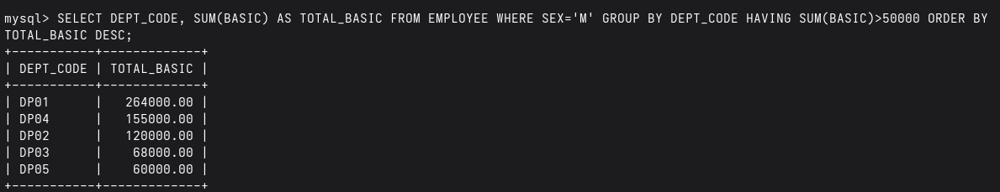 mysql> SELECT DEPT_CODE, SUM(BASIC) AS TOTAL_BASIC FROM EMPLOYEE WHERE SEX='M' GROUP BY DEPT_CODE HAVING SUM(BASIC)>50000 ORDER BY
TOTAL_BASIC DESC;
+-----------+-------------+
| DEPT_CODE | TOTAL_BASIC |
+-----------+-------------+
| DP01      |   264000.00 |
| DP04      |   155000.00 |
| DP02      |   120000.00 |
| DP03      |    68000.00 |
| DP05      |    60000.00 |
+-----------+-------------+